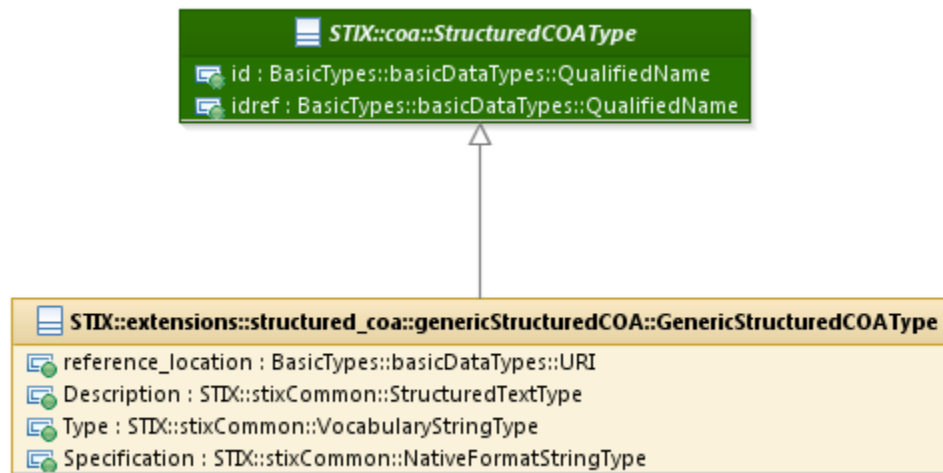 STIX::coa::StructuredCOAType
id : BasicTypes::basicDataTypes::QualifiedName
idref : BasicTypes::basicDataTypes::QualifiedName
STIX::extensions::structured_coa::genericStructuredCOA::GenericStructuredCOAType
reference_location : BasicTypes::basicDataTypes::URI
Description : STIX::stixCommon::StructuredTextType
Type : STIX::stixCommon::VocabularyStringType
Specification : STIX::stixCommon::NativeFormatStringType